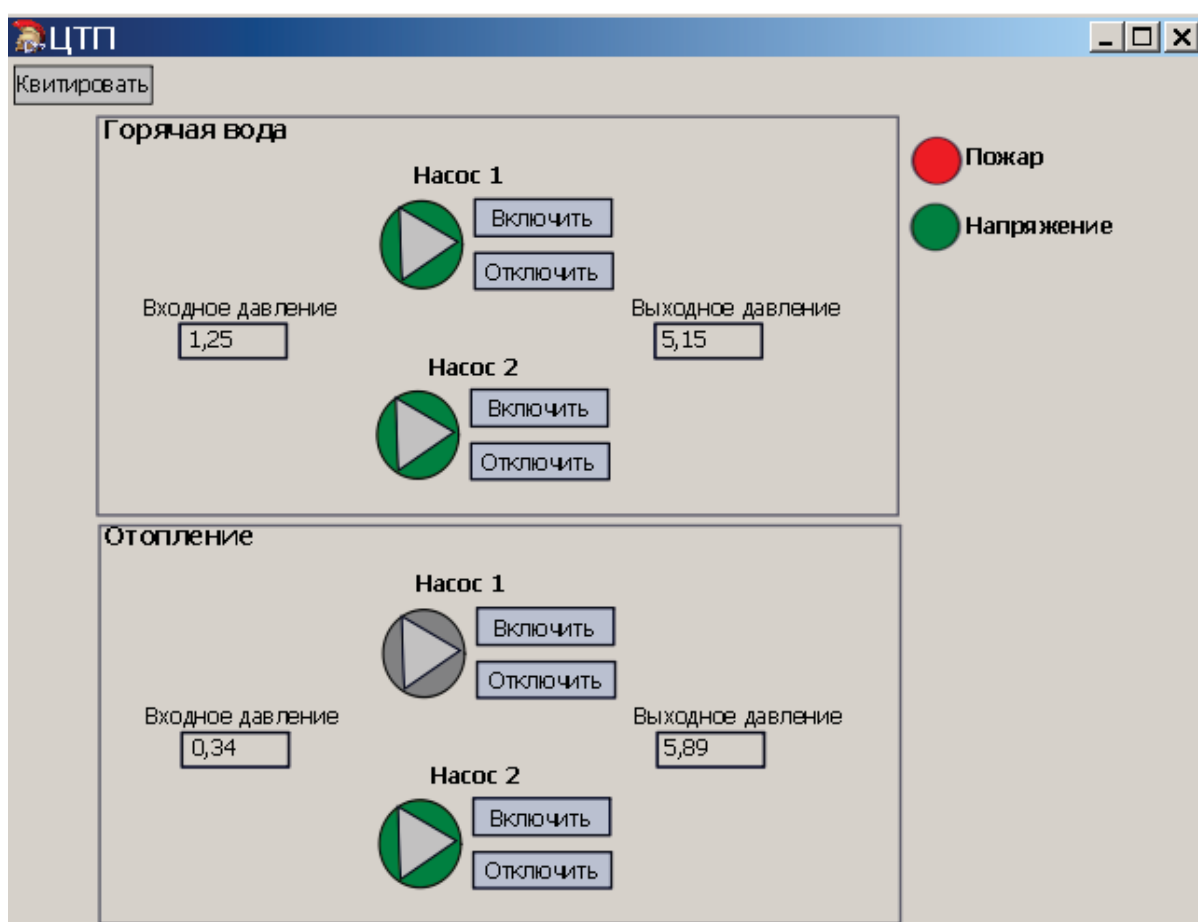 ЦТП
Квитировать
Горячая вода
Пожар
Насос 1
Включить
Напряжение
Отключить
Входное давление
Выходное давление
1,25
5,15
Насос 2
Включить
Отключить
Отопление
Насос 1
Включить
Отключить
Входное давление
Выходное давление
0,34
5,89
Насос 2
Включить
Отключить